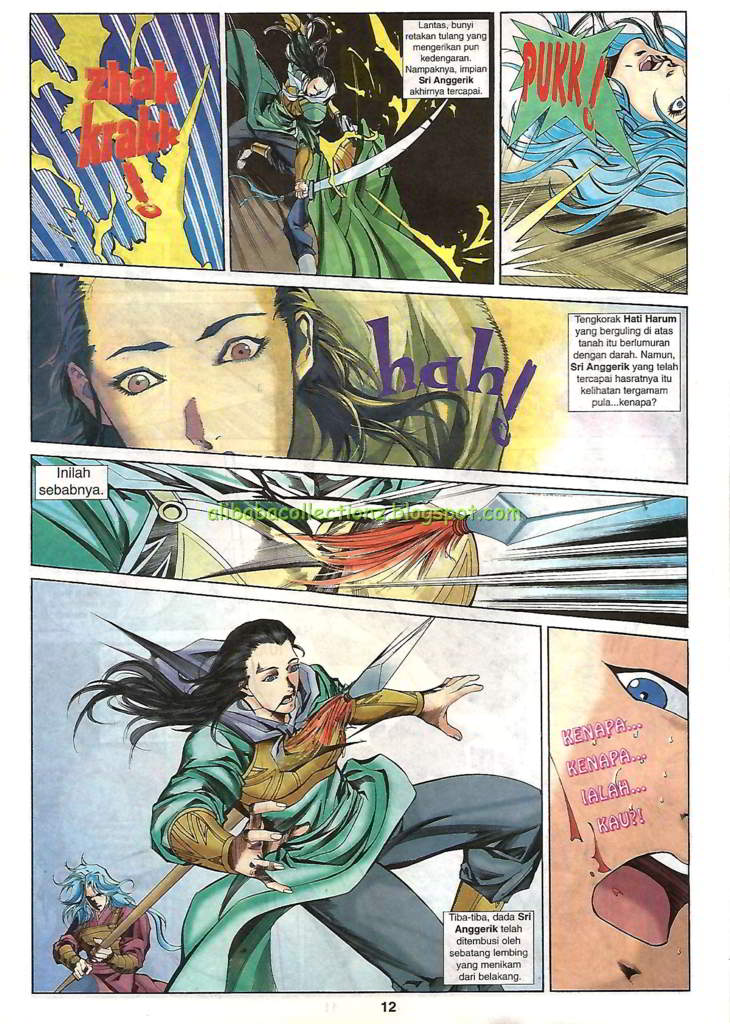 zhak
krakk
!
Lantas, bunyi
retakan tulang yang
mengerikan pun
kedengaran.
Nampaknya, impian
Sri Anggerik
akhirnya tercapai.
PUKK!
hah!
Tengkorak Hati Harum
yang berguling di atas
tanah itu berlumuran
dengan darah. Namun,
Sri Anggerik yang telah
tercapai hasratnya itu
kelihatan tergamam
pula...kenapa?
Inilah
sebabnya.
alibabacollectionz.blogspot.com
KENAPA...
KENAPA...
IALAH...
KAU?!
Tiba-tiba, dada Sri
Anggerik telah
ditembusi oleh
sebatang lembing
yang menikam
dari belakang.
12